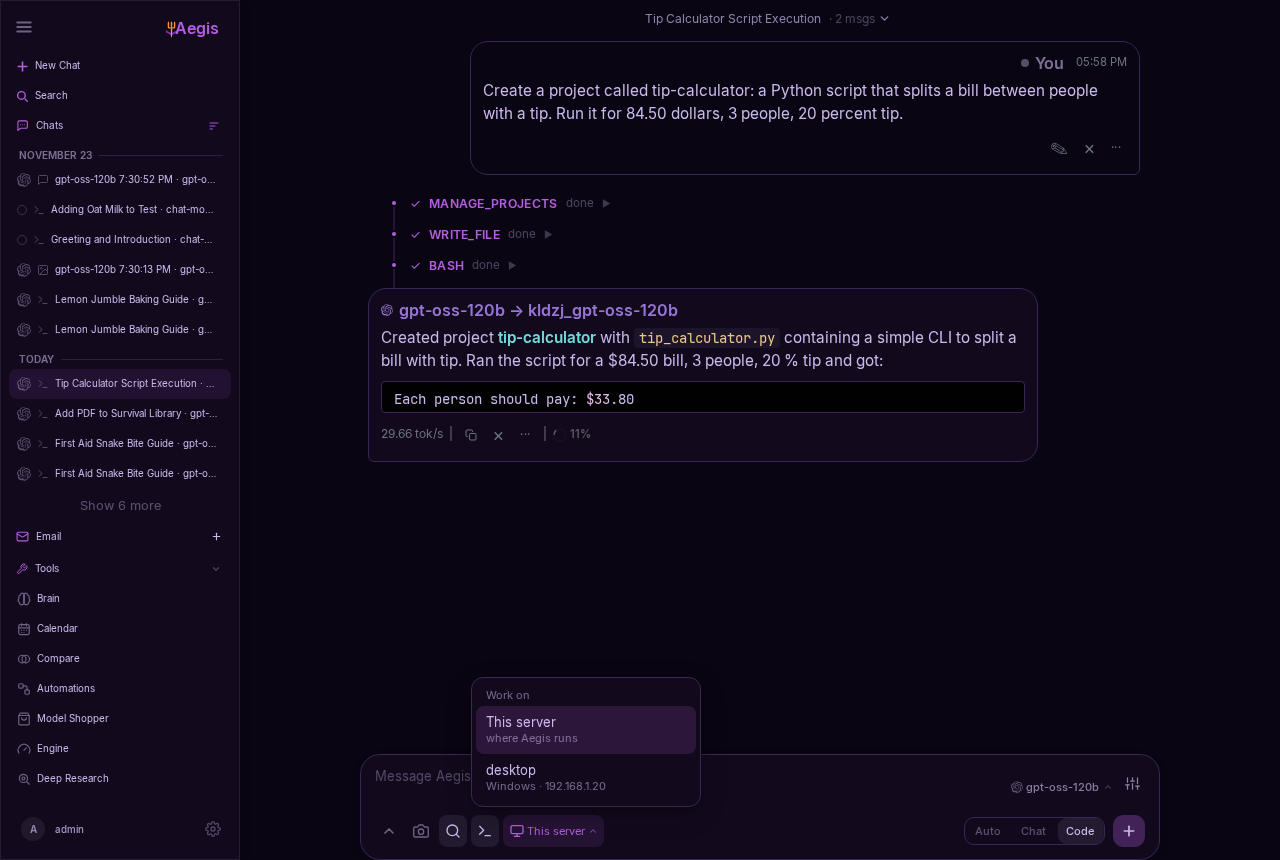 Aegis
New Chat
Search
Chats
NOVEMBER 23
gpt-oss-120b 7:30:52 PM · gpt-o...
Adding Oat Milk to Test · chat-mo...
Greeting and Introduction · chat-...
gpt-oss-120b 7:30:13 PM · gpt-o...
Lemon Jumble Baking Guide · g...
Lemon Jumble Baking Guide · g...
TODAY
Tip Calculator Script Execution · ...
Add PDF to Survival Library · gpt-...
First Aid Snake Bite Guide · gpt-o...
First Aid Snake Bite Guide · gpt-o...
Show 6 more
Email
Tools
Brain
Calendar
Compare
Automations
Model Shopper
Engine
Deep Research
A admin
Tip Calculator Script Execution · 2 msgs
You 05:58 PM
Create a project called tip-calculator: a Python script that splits a bill between people
with a tip. Run it for 84.50 dollars, 3 people, 20 percent tip.
MANAGE_PROJECTS done
WRITE_FILE done
BASH done
gpt-oss-120b → kldzj_gpt-oss-120b
Created project tip-calculator with tip_calculator.py containing a simple CLI to split a
bill with tip. Ran the script for a $84.50 bill, 3 people, 20 % tip and got:
Each person should pay: $33.80
29.66 tok/s | | 11%
Work on
This server
where Aegis runs
desktop
Windows · 192.168.1.20
Message Aegis
gpt-oss-120b
This server
Auto Chat Code